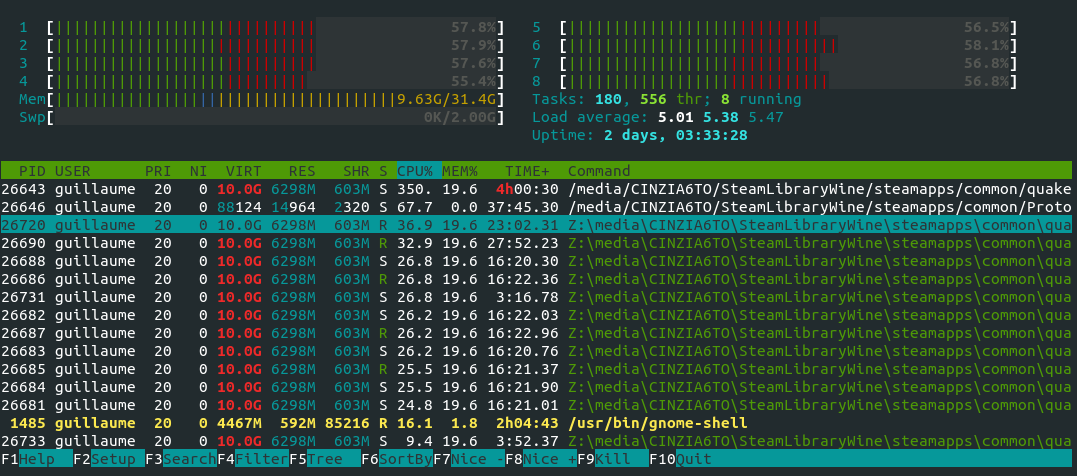 1 [||||||||||||||||||||||||||||| 57.8%] 5 [|||||||||||||||||||||||||||| 56.5%]
2 [||||||||||||||||||||||||||||| 57.9%] 6 [|||||||||||||||||||||||||||||| 58.1%]
3 [||||||||||||||||||||||||||||| 57.6%] 7 [|||||||||||||||||||||||||||| 56.8%]
4 [|||||||||||||||||||||||||||| 55.4%] 8 [||||||||||||||||||||||||||||| 56.8%]
Mem[||||||||||||||||||||||||||||||||||||||9.63G/31.4G] Tasks: 180, 556 thr; 8 running
Swp[ 0K/2.00G] Load average: 5.01 5.38 5.47
Uptime: 2 days, 03:33:28
PID USER PRI NI VIRT RES SHR S CPU% MEM% TIME+ Command
26643 guillaume 20 0 10.0G 6298M 603M S 350. 19.6 4h00:30 /media/CINZIA6TO/SteamLibraryWine/steamapps/common/quake
26646 guillaume 20 0 88124 14964 2320 S 67.7 0.0 37:45.30 /media/CINZIA6TO/SteamLibraryWine/steamapps/common/Proto
26720 guillaume 20 0 10.0G 6298M 603M R 36.9 19.6 23:02.31 Z:\media\CINZIA6TO\SteamLibraryWine\steamapps\common\qua
26690 guillaume 20 0 10.0G 6298M 603M R 32.9 19.6 27:52.23 Z:\media\CINZIA6TO\SteamLibraryWine\steamapps\common\qua
26688 guillaume 20 0 10.0G 6298M 603M S 26.8 19.6 16:20.30 Z:\media\CINZIA6TO\SteamLibraryWine\steamapps\common\qua
26686 guillaume 20 0 10.0G 6298M 603M R 26.8 19.6 16:22.36 Z:\media\CINZIA6TO\SteamLibraryWine\steamapps\common\qua
26731 guillaume 20 0 10.0G 6298M 603M S 26.8 19.6 3:16.78 Z:\media\CINZIA6TO\SteamLibraryWine\steamapps\common\qua
26682 guillaume 20 0 10.0G 6298M 603M S 26.2 19.6 16:22.03 Z:\media\CINZIA6TO\SteamLibraryWine\steamapps\common\qua
26687 guillaume 20 0 10.0G 6298M 603M R 26.2 19.6 16:22.96 Z:\media\CINZIA6TO\SteamLibraryWine\steamapps\common\qua
26683 guillaume 20 0 10.0G 6298M 603M S 26.2 19.6 16:20.76 Z:\media\CINZIA6TO\SteamLibraryWine\steamapps\common\qua
26685 guillaume 20 0 10.0G 6298M 603M R 25.5 19.6 16:21.37 Z:\media\CINZIA6TO\SteamLibraryWine\steamapps\common\qua
26684 guillaume 20 0 10.0G 6298M 603M S 25.5 19.6 16:21.90 Z:\media\CINZIA6TO\SteamLibraryWine\steamapps\common\qua
26681 guillaume 20 0 10.0G 6298M 603M S 24.8 19.6 16:21.01 Z:\media\CINZIA6TO\SteamLibraryWine\steamapps\common\qua
1485 guillaume 20 0 4467M 592M 85216 R 16.1 1.8 2h04:43 /usr/bin/gnome-shell
26733 guillaume 20 0 10.0G 6298M 603M S 9.4 19.6 3:52.37 Z:\media\CINZIA6TO\SteamLibraryWine\steamapps\common\qua
F1Help F2Setup F3SearchF4FilterF5Tree F6SortByF7Nice -F8Nice +F9Kill F10Quit